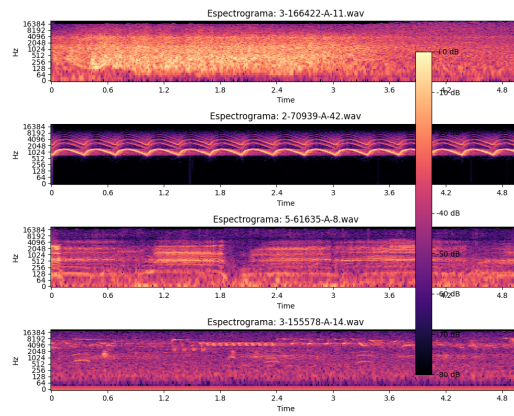 Espectrograma: 3-166422-A-11.wav
16384
8192
4096
2048
1024
512
256
128
64
0
Hz
0 0.6 1.2 1.8 2.4 3 3.6 4.2 4.8
Time
+0 dB
-10 dB
Espectrograma: 2-70939-A-42.wav
16384
8192
4096
2048
1024
512
256
128
64
0
Hz
0 0.6 1.2 1.8 2.4 3 3.6 4.2 4.8
Time
-40 dB
Espectrograma: 5-61635-A-8.wav
16384
8192
4096
2048
1024
512
256
128
64
0
Hz
-50 dB
-60 dB
0 0.6 1.2 1.8 2.4 3 3.6 4.2 4.8
Time
-70 dB
Espectrograma: 3-155578-A-14.wav
16384
8192
4096
2048
1024
512
256
128
64
0
Hz
-80 dB
0 0.6 1.2 1.8 2.4 3 3.6 4.2 4.8
Time